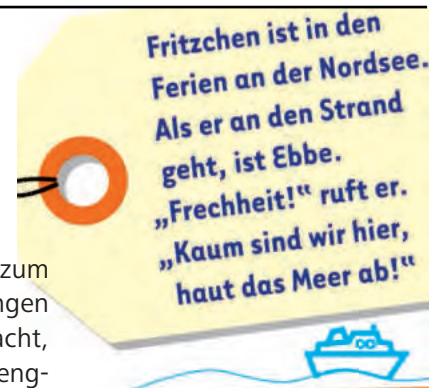 Fritzchen ist in den
Ferien an der Nordsee.
Als er an den Strand
geht, ist Ebbe.
„Frechheit!“ ruft er.
„Kaum sind wir hier,
haut das Meer ab!“
zum
ngen
acht,
eng-